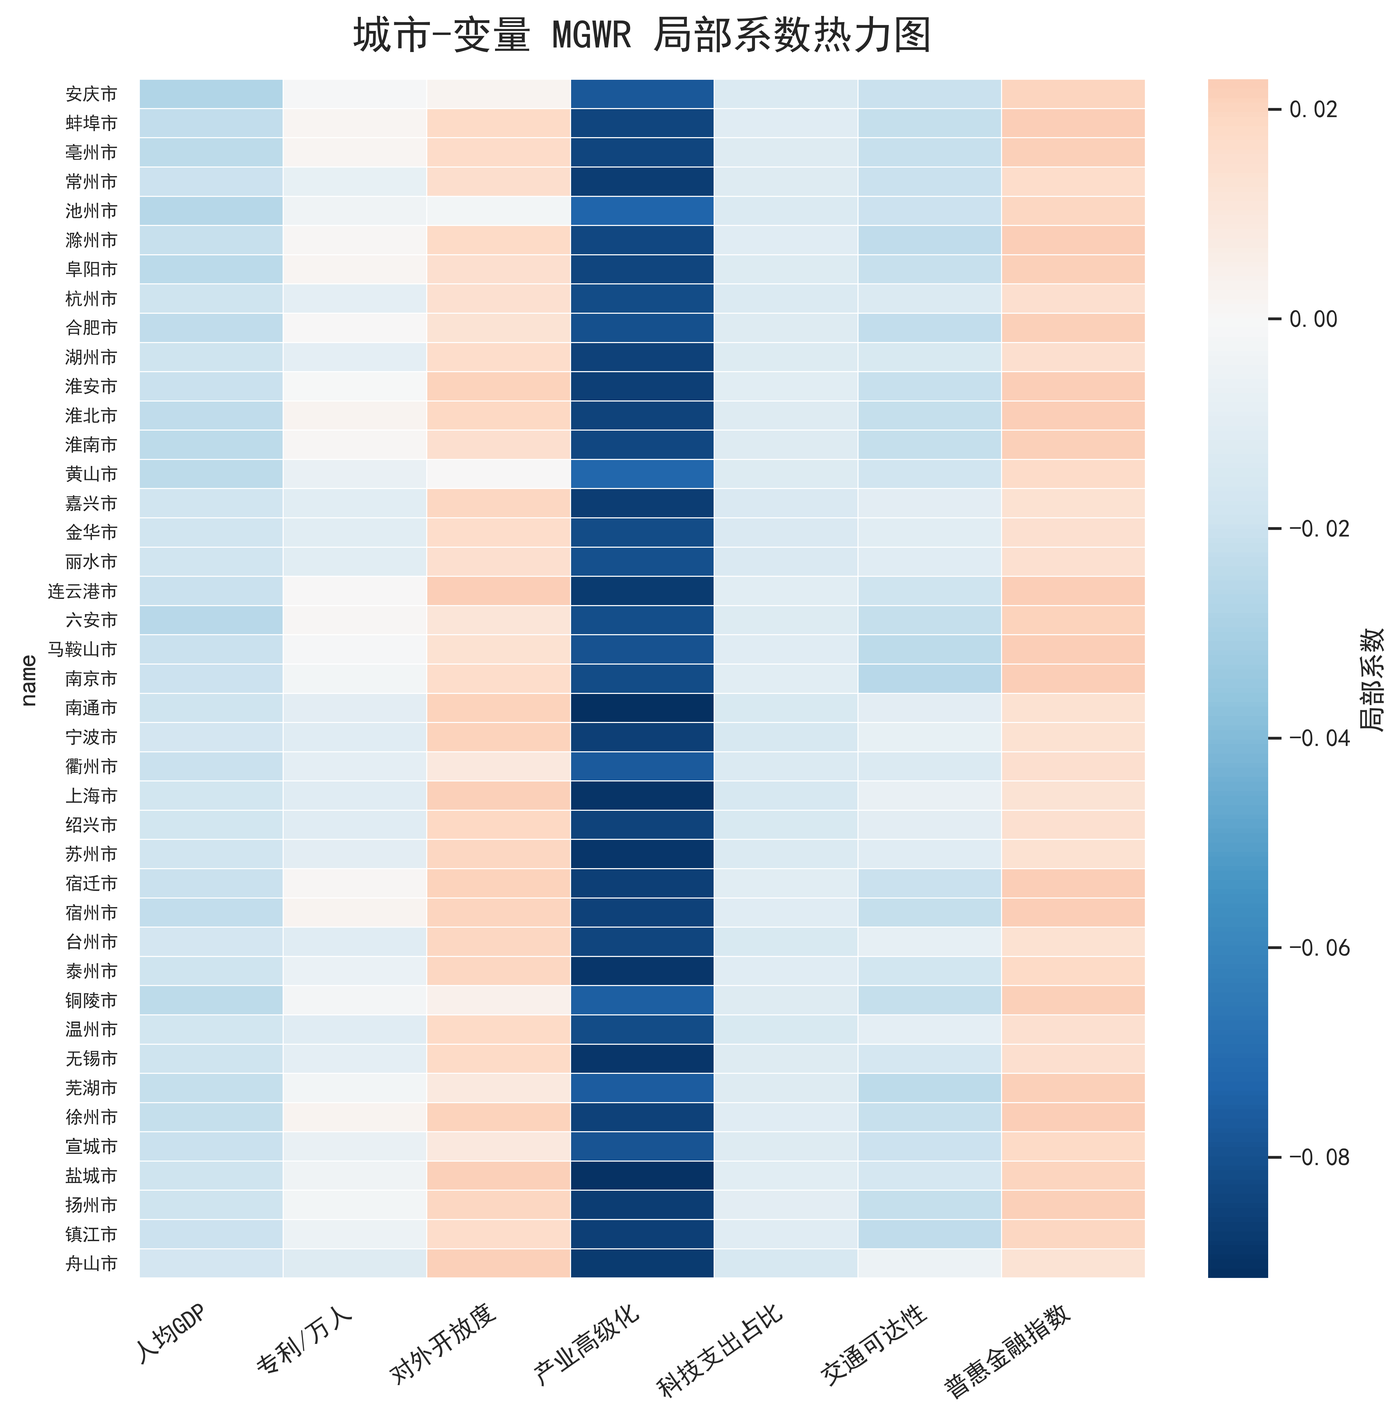 城市-变量 MGWR 局部系数热力图
安庆市
蚌埠市
亳州市
常州市
池州市
滁州市
阜阳市
杭州市
合肥市
湖州市
淮安市
淮北市
淮南市
黄山市
嘉兴市
金华市
丽水市
连云港市
六安市
马鞍山市
南京市
南通市
宁波市
衢州市
上海市
绍兴市
苏州市
宿迁市
宿州市
台州市
泰州市
铜陵市
温州市
无锡市
芜湖市
徐州市
宣城市
盐城市
扬州市
镇江市
舟山市
name
人均GDP
专利/万人
对外开放度
产业高级化
科技支出占比
交通可达性
普惠金融指数
0.02
0.00
-0.02
-0.04
-0.06
-0.08
局部系数